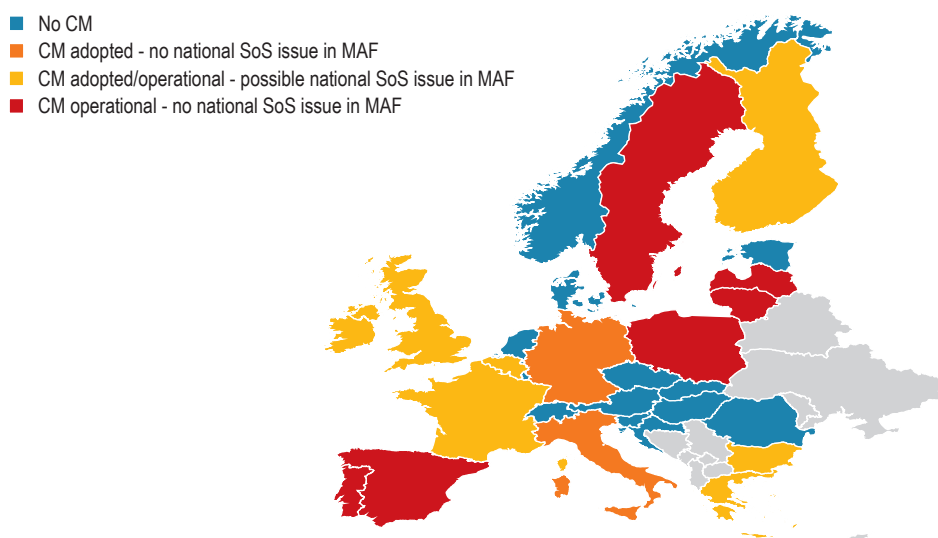 No CM
CM adopted - no national SoS issue in MAF
CM adopted/operational - possible national SoS issue in MAF
CM operational - no national SoS issue in MAF